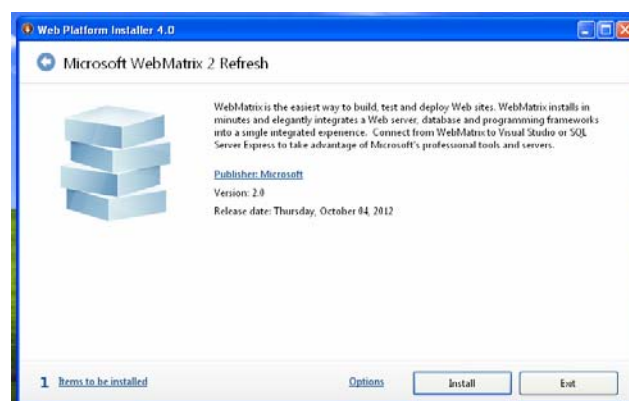 Web Platform Installer 4.0
Microsoft WebMatrix 2 Refresh
WebMatrix is the easiest way to build, test and deploy Web sites. WebMatrix installs in
minutes and elegantly integrates a Web server, database and programming frameworks
into a single integrated experience. Connect from WebMatrix to Visual Studio or SQL
Server Express to take advantage of Microsoft's professional tools and servers.
Publisher: Microsoft
Version: 2.0
Release date: Thursday, October 04, 2012
1 Items to be installed
Options
Install
Exit